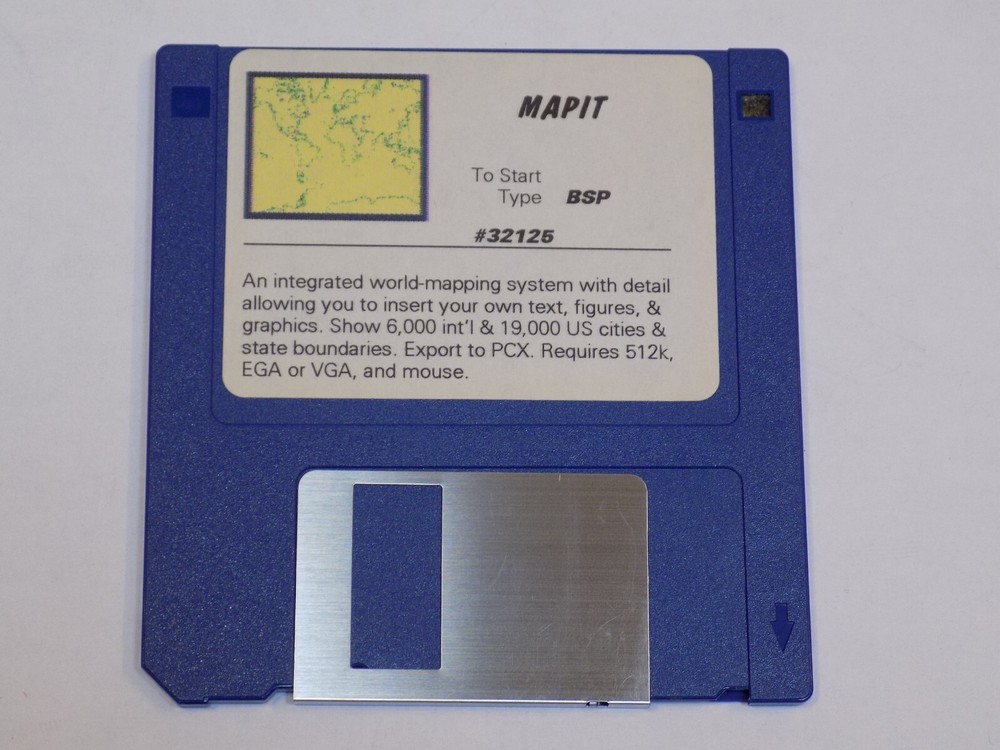 MAPIT
To Start
Type BSP
#32125
An integrated world-mapping system with detail
allowing you to insert your own text, figures, &
graphics. Show 6,000 int'l & 19,000 US cities &
state boundaries. Export to PCX. Requires 512k,
EGA or VGA, and mouse.